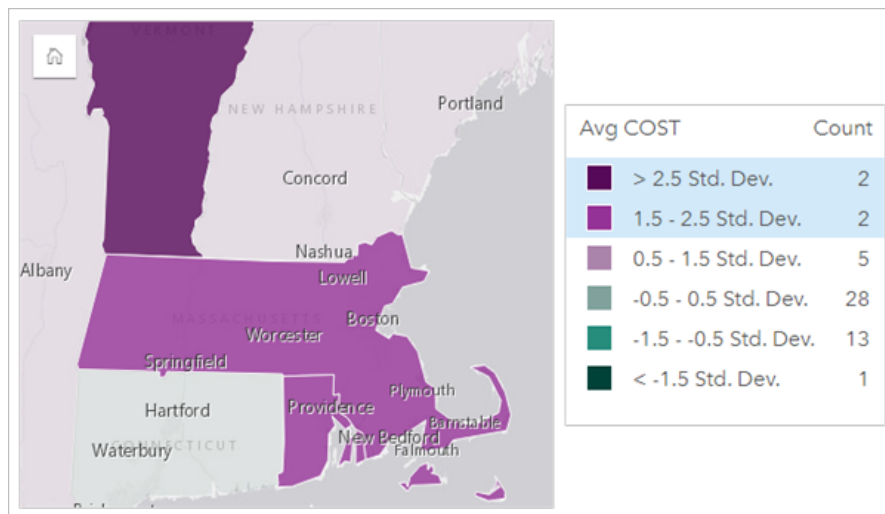 VERMONT
NEW HAMPSHIRE
Portland
Concord
Nashua
Albany
Lowell
MASSACHUSETTS
Boston
Worcester
Springfield
Plymouth
Hartford
Providence
Barnstable
New Bedford
CONNECTICUT
Falmouth
Waterbury
Avg COST Count
> 2.5 Std. Dev. 2
1.5 - 2.5 Std. Dev. 2
0.5 - 1.5 Std. Dev. 5
-0.5 - 0.5 Std. Dev. 28
-1.5 - -0.5 Std. Dev. 13
< -1.5 Std. Dev. 1